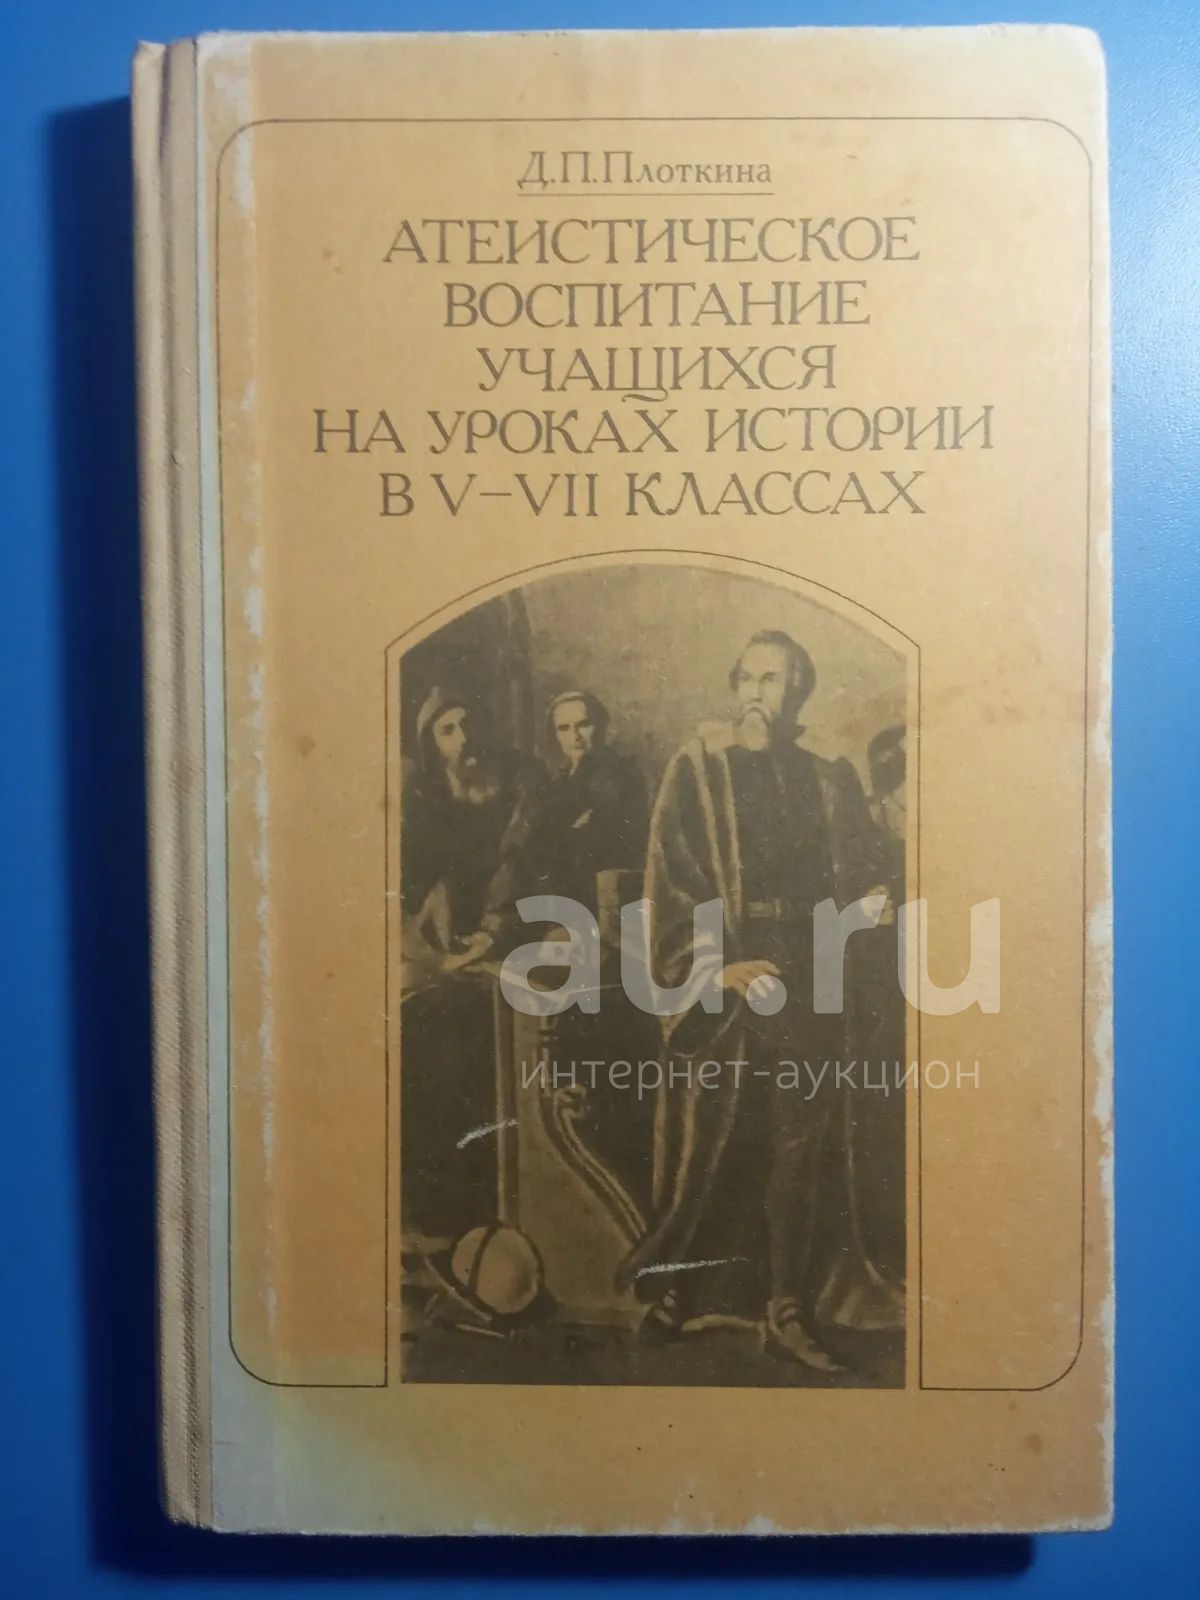 Д.П.Плоткина
АТЕИСТИЧЕСКОЕ
ВОСПИТАНИЕ
УЧАЩИХСЯ
НА УРОКАХ ИСТОРИИ
В V–VII КЛАССАХ
au.ru
интернет-аукцион